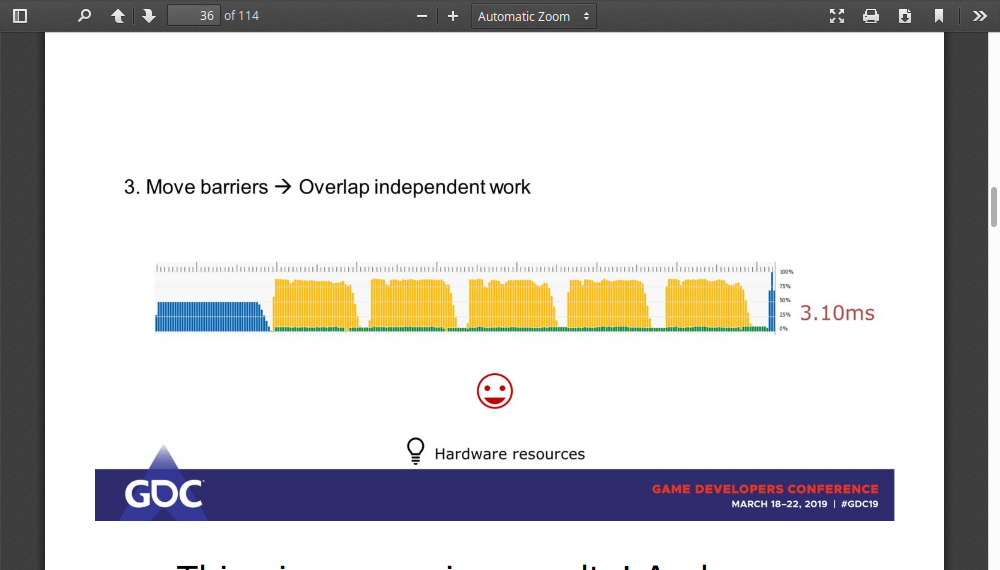 36 of 114
Automatic Zoom
3. Move barriers → Overlap independent work
100%
75%
50%
25%
0%
3.10ms
Hardware resources
GDC
GAME DEVELOPERS CONFERENCE
MARCH 18–22, 2019 | #GDC19